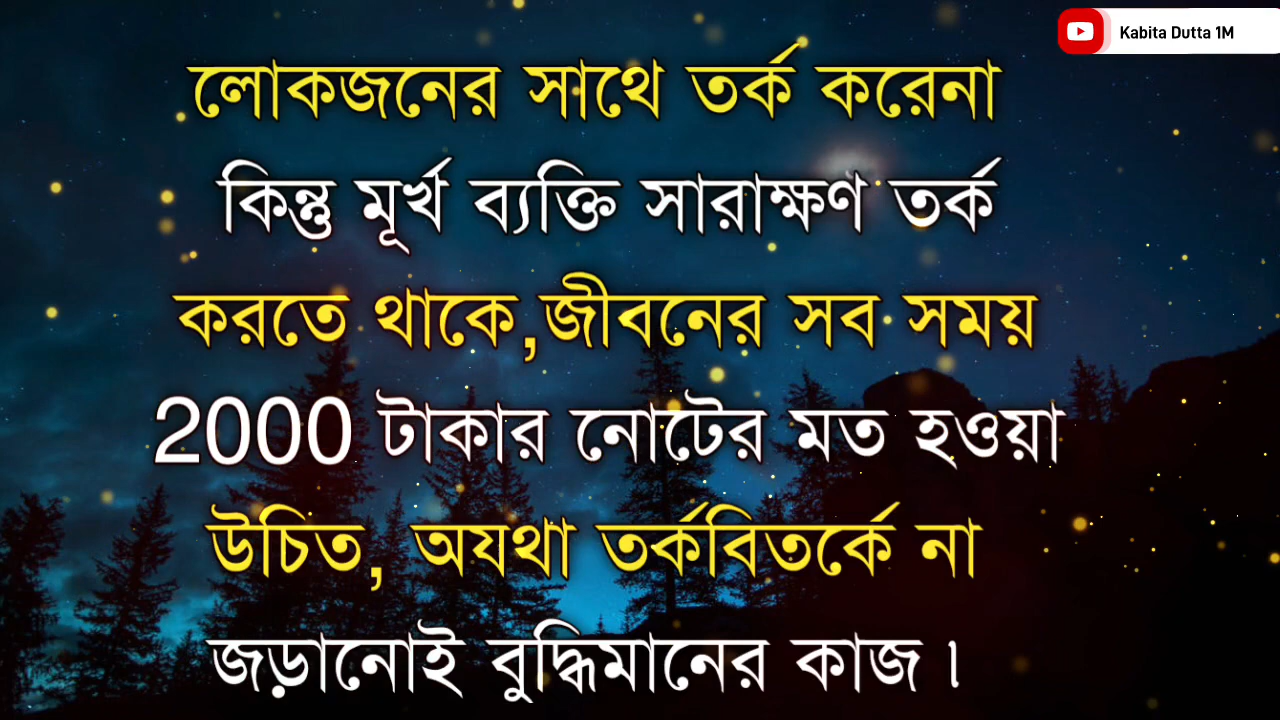 Kabita Dutta 1M
লোকজনের সাথে তর্ক করেনা
কিন্তু মূর্খ ব্যক্তি সারাক্ষণ তর্ক
করতে থাকে,জীবনের সব সময়
2000 টাকার নোটের মত হওয়া
উচিত, অযথা তর্কবিতর্কে না
জড়ানোই বুদ্ধিমানের কাজ ৷